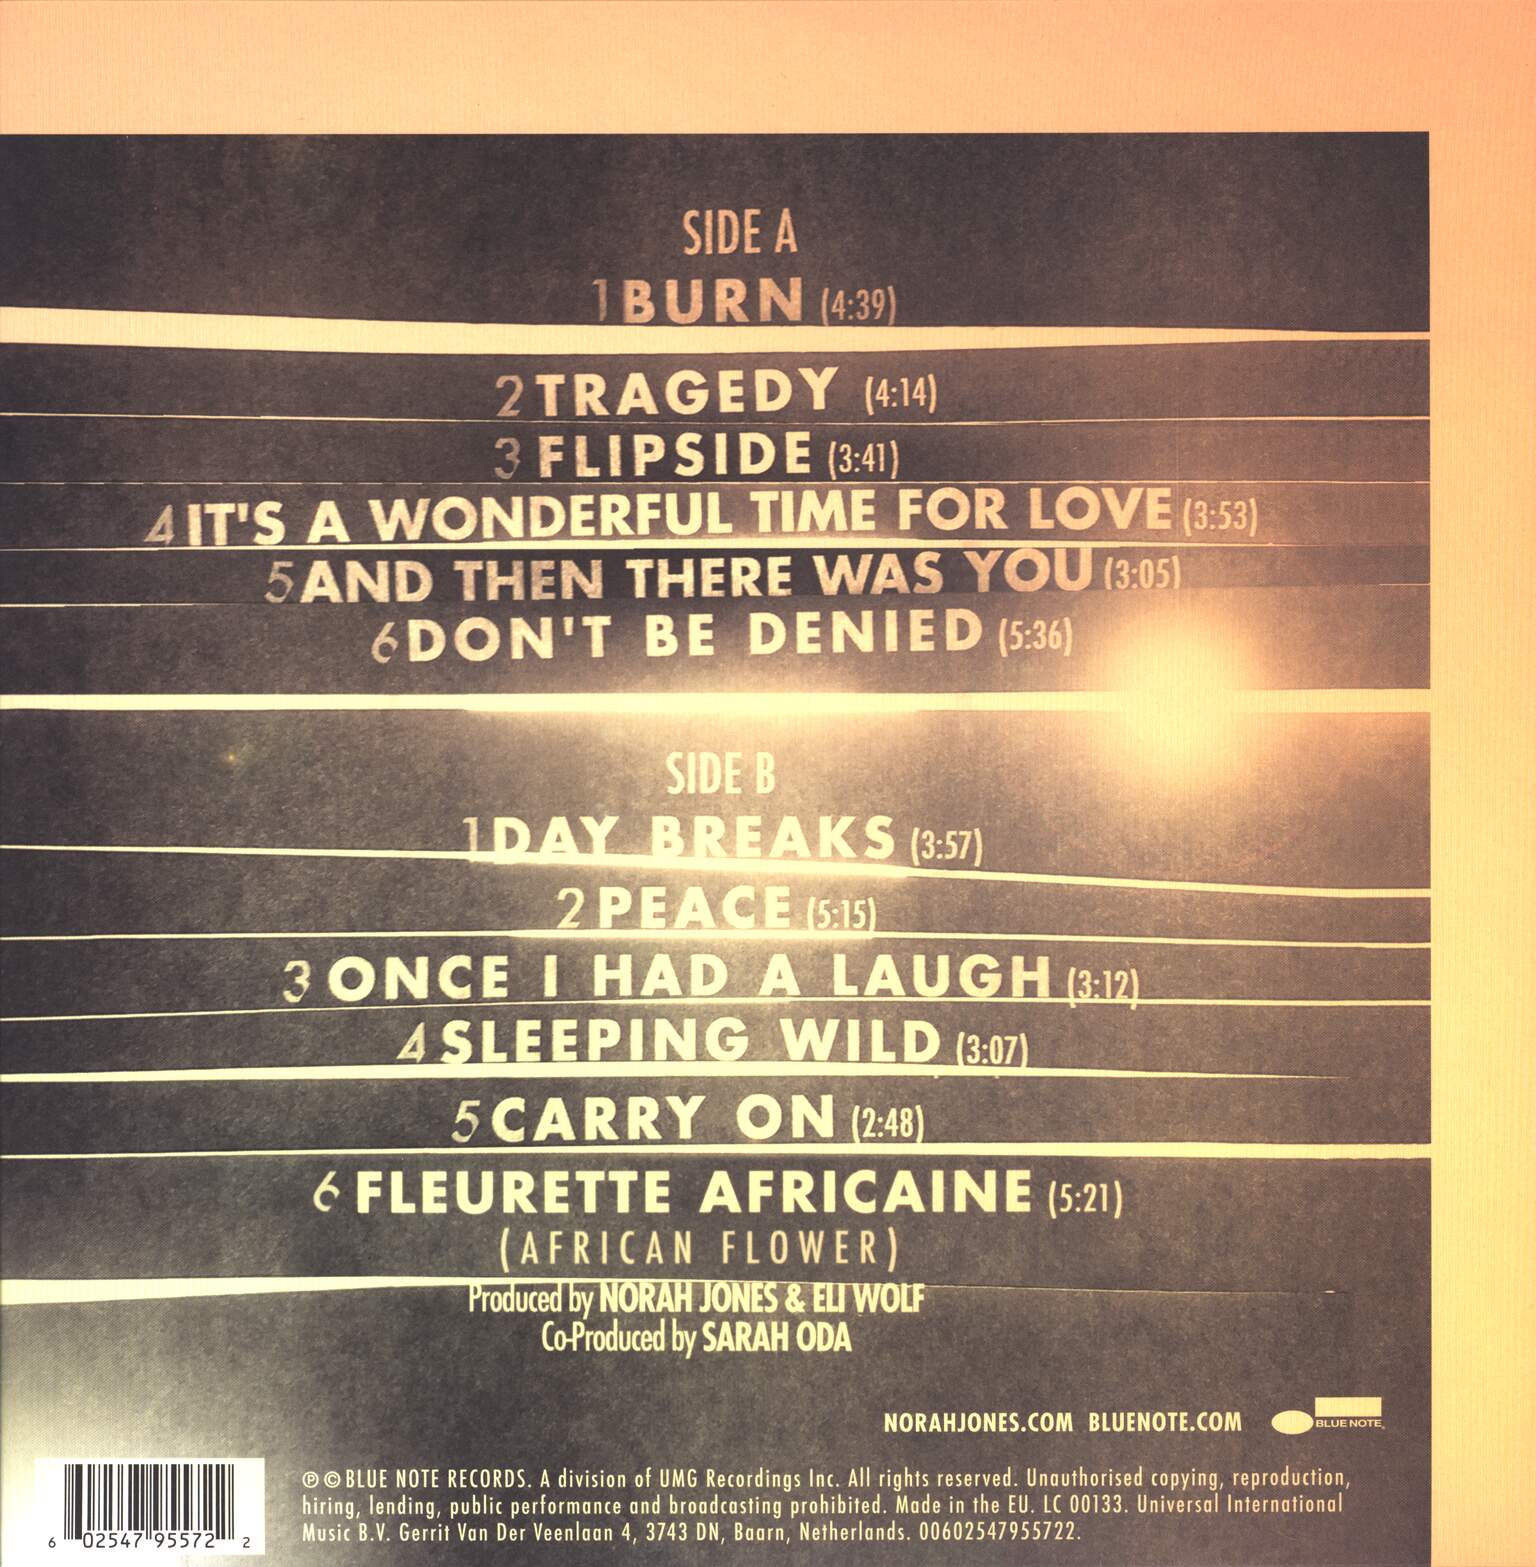 SIDE A
1 BURN (4:39)
2 TRAGEDY (4:14)
3 FLIPSIDE (3:41)
4 IT'S A WONDERFUL TIME FOR LOVE (3:53)
5 AND THEN THERE WAS YOU (3:05)
6 DON'T BE DENIED (5:36)
SIDE B
1 DAY BREAKS (3:57)
2 PEACE (5:15)
3 ONCE I HAD A LAUGH (3:12)
4 SLEEPING WILD (3:07)
5 CARRY ON (2:48)
6 FLEURETTE AFRICAINE (5:21)
(AFRICAN FLOWER)
Produced by NORAH JONES & ELI WOLF
Co-Produced by SARAH ODA
NORAHJONES.COM BLUENOTE.COM
BLUE NOTE
℗ © BLUE NOTE RECORDS. A division of UMG Recordings Inc. All rights reserved. Unauthorised copying, reproduction,
hiring, lending, public performance and broadcasting prohibited. Made in the EU. LC 00133. Universal International
Music B.V. Gerrit Van Der Veenlaan 4, 3743 DN, Baarn, Netherlands. 00602547955722.
6 02547 95572 2